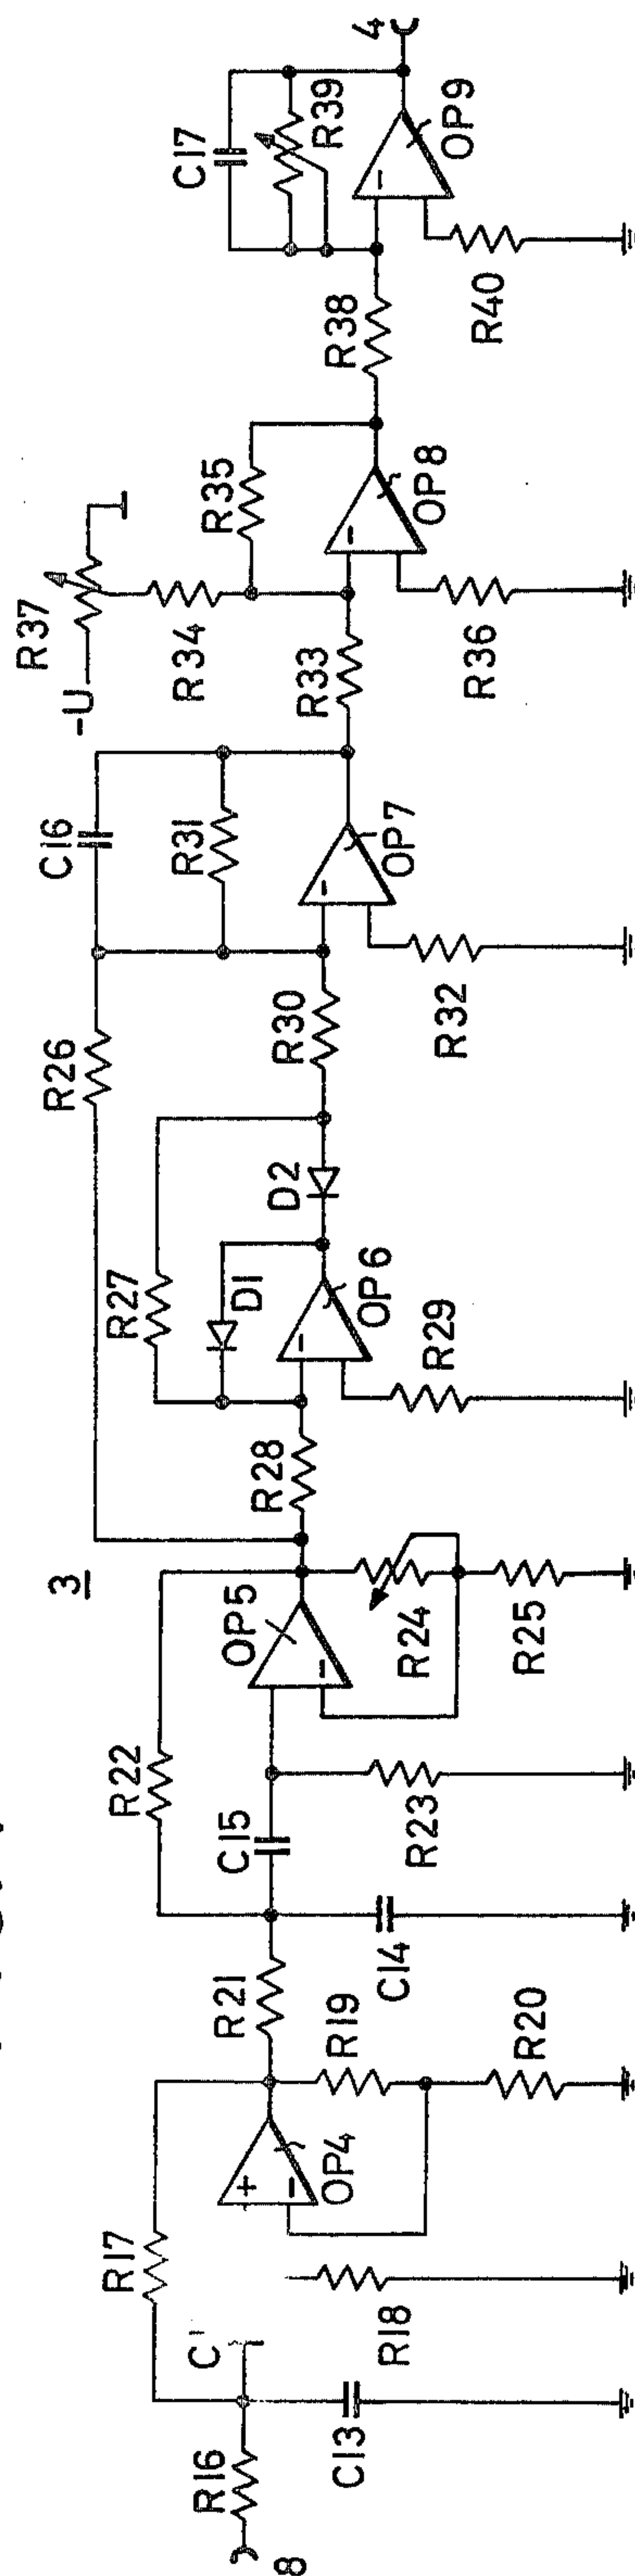 3
8
R16
C13
C
R17
R18
+
-
OP4
R19
R20
R21
C14
R22
C15
R23
-
OP5
R24
R25
R28
R26
R27
D1
-
OP6
R29
D2
R30
C16
R31
-
OP7
R32
R33
-U
R37
R34
R35
-
OP8
R36
R38
C17
R39
-
OP9
R40
4